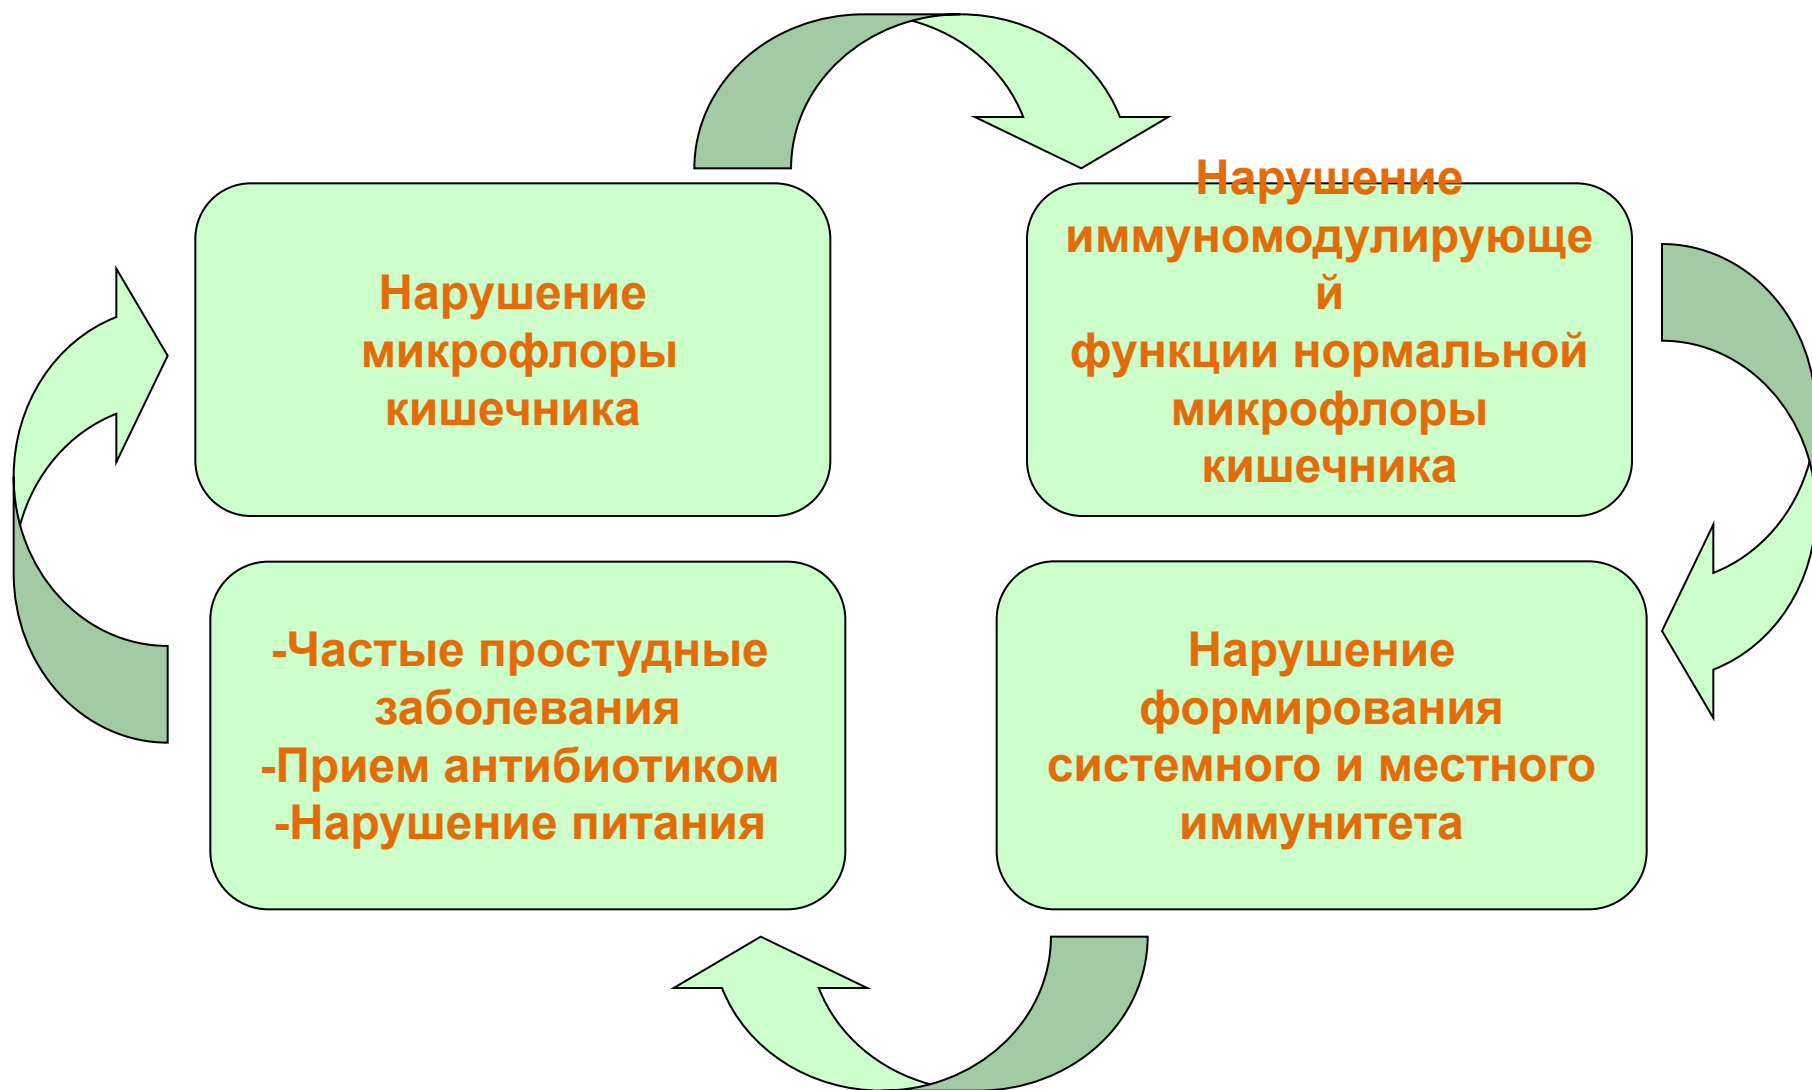 Нарушение
микрофлоры
кишечника
Нарушение
иммуномодулирующе
й
функции нормальной
микрофлоры
кишечника
-Частые простудные
заболевания
-Прием антибиотиком
-Нарушение питания
Нарушение
формирования
системного и местного
иммунитета